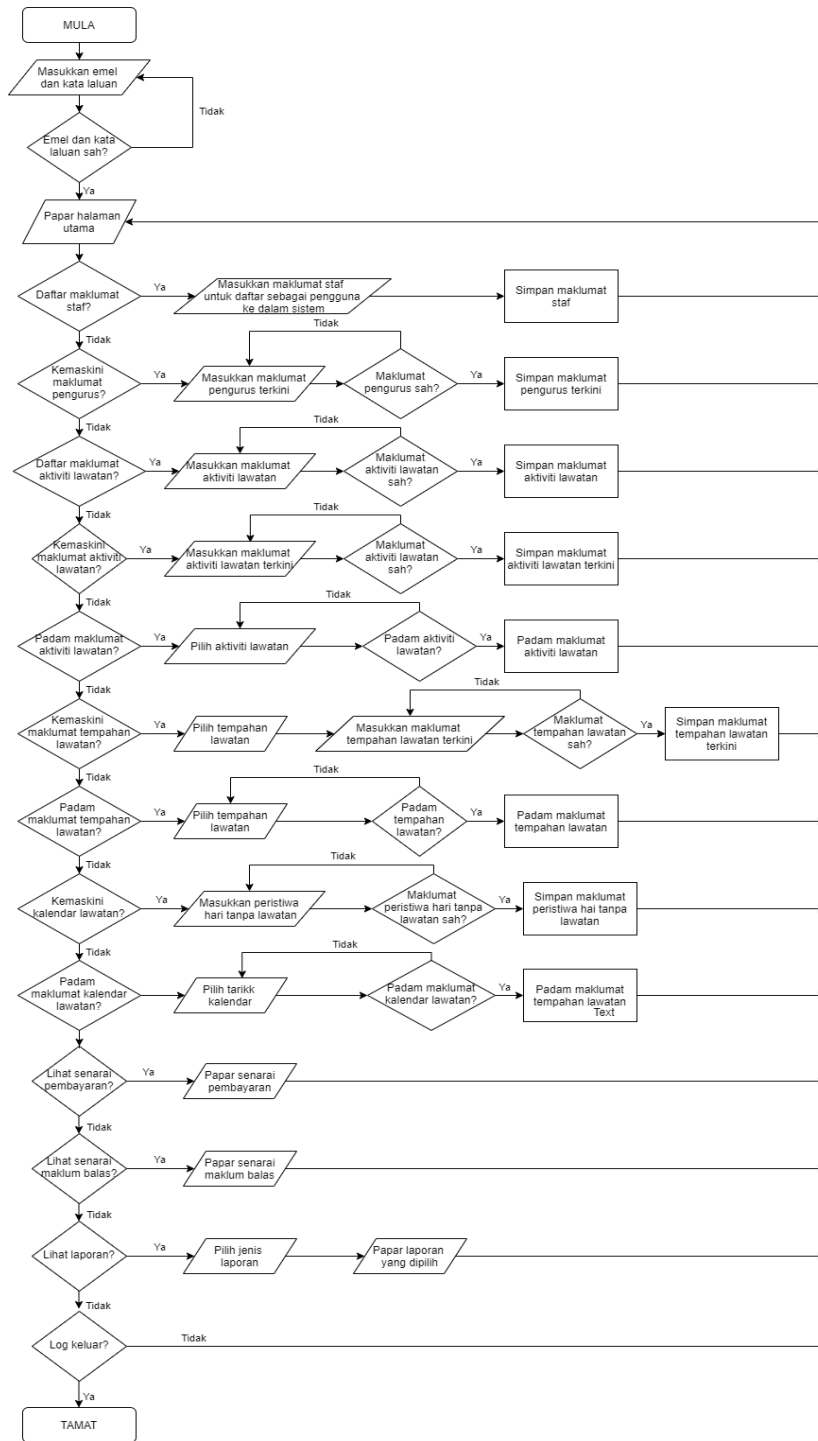 MULA
Masukkan emel
dan kata laluan
Tidak
Emel dan kata
laluan sah?
Ya
Papar halaman
utama
Daftar maklumat
staf?
Ya
Masukkan maklumat staf
untuk daftar sebagai pengguna
ke dalam sistem
Simpan maklumat
staf
Tidak
Tidak
Kemaskini
maklumat
pengurus?
Ya
Masukkan maklumat
pengurus terkini
Maklumat
pengurus sah?
Ya
Simpan maklumat
pengurus terkini
Tidak
Tidak
Daftar maklumat
aktiviti lawatan?
Ya
Masukkan maklumat
aktiviti lawatan
Maklumat
aktiviti lawatan
sah?
Ya
Simpan maklumat
aktiviti lawatan
Tidak
Tidak
Kemaskini
maklumat aktiviti
lawatan?
Ya
Masukkan maklumat
aktiviti lawatan terkini
Maklumat
aktiviti lawatan
sah?
Ya
Simpan maklumat
aktiviti lawatan terkini
Tidak
Tidak
Padam maklumat
aktiviti lawatan?
Ya
Pilih aktiviti lawatan
Padam aktiviti
lawatan?
Ya
Padam maklumat
aktiviti lawatan
Tidak
Tidak
Kemaskini
maklumat tempahan
lawatan?
Ya
Pilih tempahan
lawatan
Masukkan maklumat
tempahan lawatan terkini
Maklumat
tempahan lawatan
sah?
Ya
Simpan maklumat
tempahan lawatan
terkini
Tidak
Tidak
Padam
maklumat tempahan
lawatan?
Ya
Pilih tempahan
lawatan
Padam
tempahan
lawatan?
Ya
Padam maklumat
tempahan lawatan
Tidak
Tidak
Kemaskini
kalendar lawatan?
Ya
Masukkan peristiwa
hari tanpa lawatan
Maklumat
peristiwa hari tanpa
lawatan sah?
Ya
Simpan maklumat
peristiwa hai tanpa
lawatan
Tidak
Tidak
Padam
maklumat kalendar
lawatan?
Pilih tarikk
kalendar
Padam maklumat
kalendar lawatan?
Ya
Padam maklumat
tempahan lawatan
Text
Lihat senarai
pembayaran?
Ya
Papar senarai
pembayaran
Tidak
Lihat senarai
maklum balas?
Ya
Papar senarai
maklum balas
Tidak
Lihat laporan?
Ya
Pilih jenis
laporan
Papar laporan
yang dipilih
Tidak
Log keluar?
Tidak
Ya
TAMAT